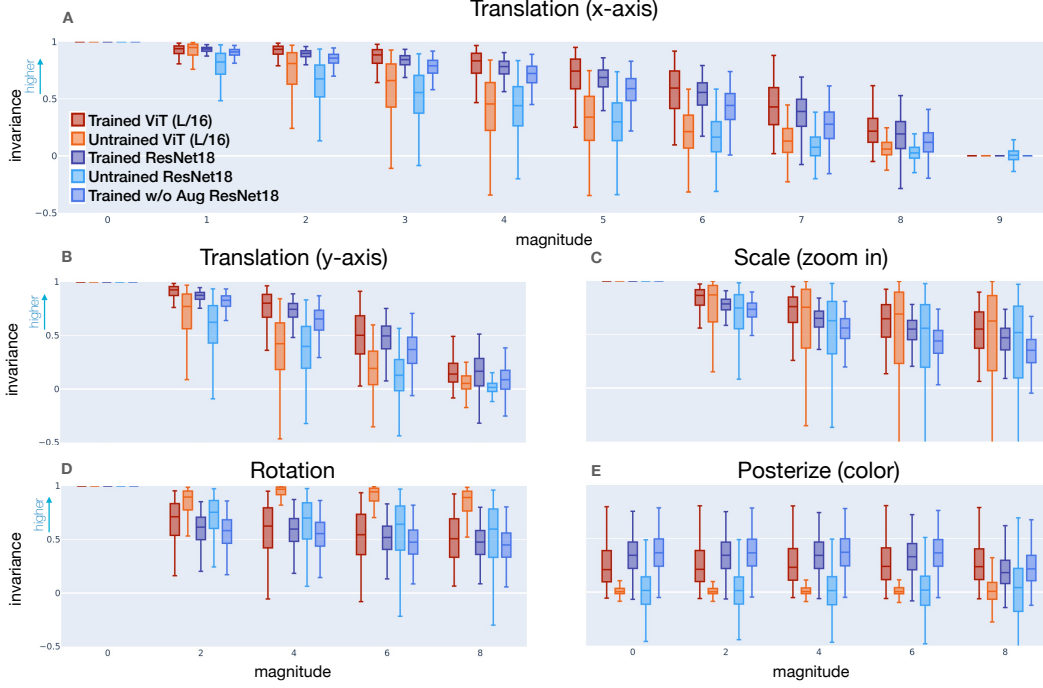 Translation (x-axis)
A
1
0.5
0
−0.5
higher
invariance
Trained ViT (L/16)
Untrained ViT (L/16)
Trained ResNet18
Untrained ResNet18
Trained w/o Aug ResNet18
0 1 2 3 4 5 6 7 8 9
magnitude
B
Translation (y-axis)
C
Scale (zoom in)
1
0.5
0
−0.5
higher
invariance
D
Rotation
E
Posterize (color)
1
0.5
0
−0.5
higher
invariance
0 2 4 6 8
0 2 4 6 8
magnitude
magnitude